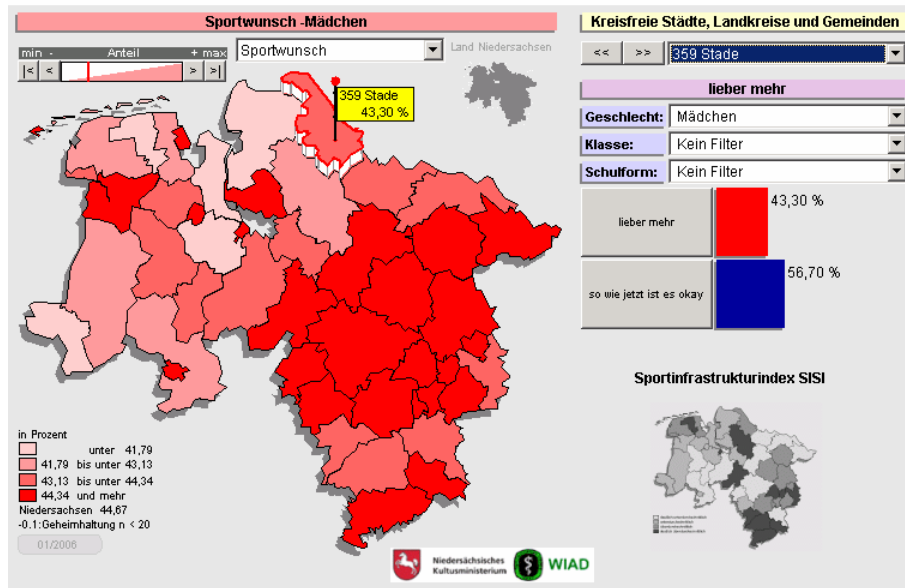 Sportwunsch -Mädchen
min - Anteil + max
|< < > >|
Sportwunsch
Land Niedersachsen
359 Stade
43,30 %
in Prozent
unter 41,79
41,79 bis unter 43,13
43,13 bis unter 44,34
44,34 und mehr
Niedersachsen 44,67
-0.1:Geheimhaltung n < 20
01/2006
Niedersächsisches
Kultusministerium
WIAD
Kreisfreie Städte, Landkreise und Gemeinden
<< >> 359 Stade
lieber mehr
Geschlecht: Mädchen
Klasse: Kein Filter
Schulform: Kein Filter
lieber mehr 43,30 %
so wie jetzt ist es okay 56,70 %
Sportinfrastrukturindex SISI